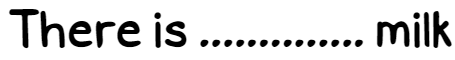 There is .............. milk